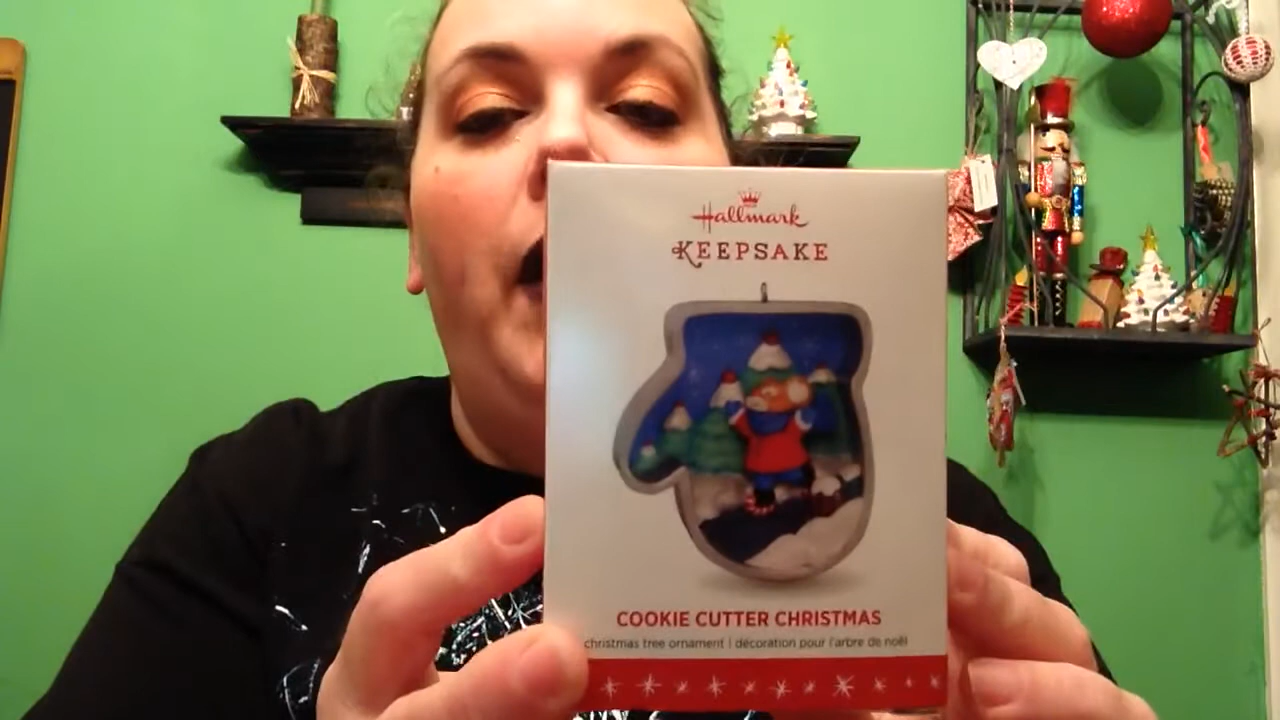 Hallmark
KEEPSAKE
COOKIE CUTTER CHRISTMAS
christmas tree ornament | décoration pour l'arbre de noël